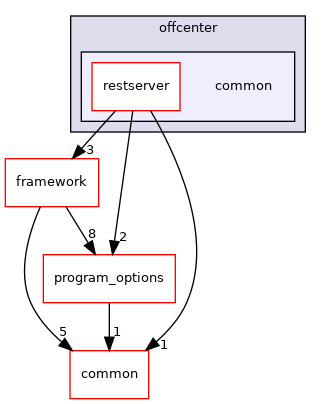 offcenter
restserver
common
3
framework
8
2
program_options
5
1
1
common